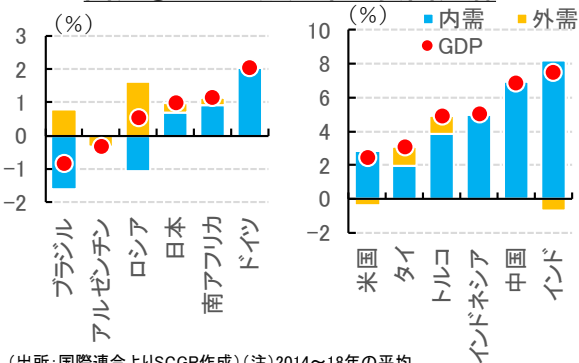 (%)
3
2
1
0
-1
-2
ブラジル
アルゼンチン
ロシア
日本
南アフリカ
ドイツ
(%)
内需 外需
GDP
10
8
6
4
2
0
-2
米国
タイ
トルコ
インドネシア
中国
インド
(出所:国際連合よりSCGR作成)(注)2014~18年の平均